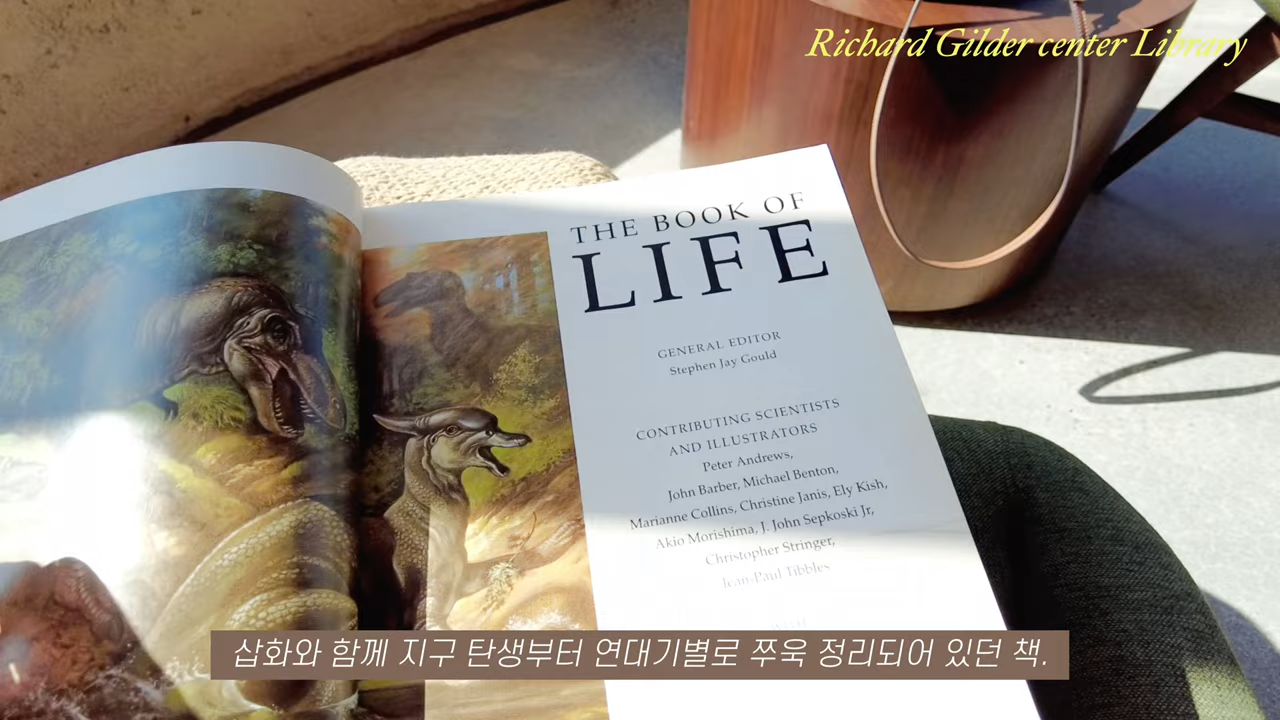 Richard Gilder center Library
THE BOOK OF
LIFE
GENERAL EDITOR
Stephen Jay Gould
CONTRIBUTING SCIENTISTS
AND ILLUSTRATORS
Peter Andrews,
John Barber, Michael Benton,
Marianne Collins, Christine Janis, Ely Kish,
Akio Morishima, J. John Sepkoski Jr,
Christopher Stringer,
Jean-Paul Tibbles
삽화와 함께 지구 탄생부터 연대기별로 쭈욱 정리되어 있던 책.